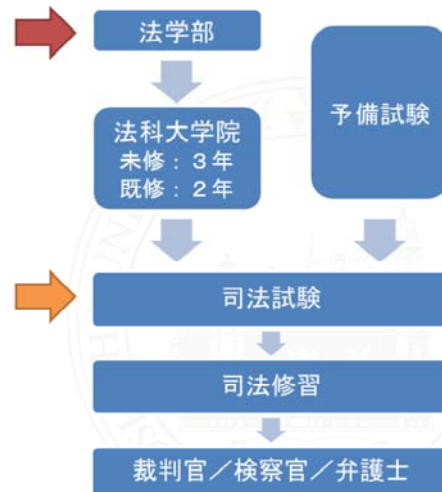 法学部
法科大学院
未修：３年
既修：２年
予備試験
司法試験
司法修習
裁判官／検察官／弁護士